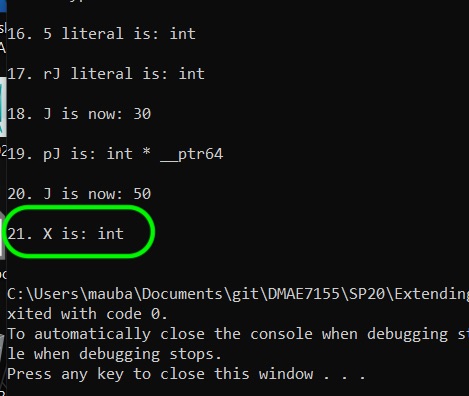 16. 5 literal is: int
17. rJ literal is: int
18. J is now: 30
19. pJ is: int * __ptr64
20. J is now: 50
21. X is: int
C:\Users\mauba\Documents\git\DMAE7155\SP20\Extending
xited with code 0.
To automatically close the console when debugging st
le when debugging stops.
Press any key to close this window . . .